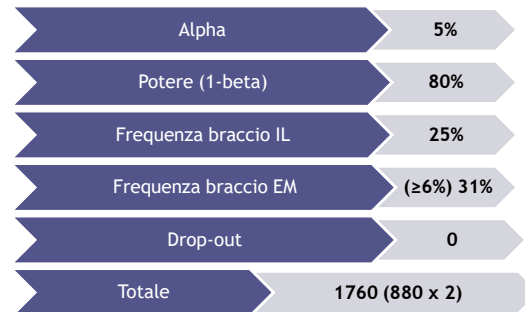 Alpha 5%
Potere (1-beta) 80%
Frequenza braccio IL 25%
Frequenza braccio EM (≥6%) 31%
Drop-out 0
Totale 1760 (880 x 2)